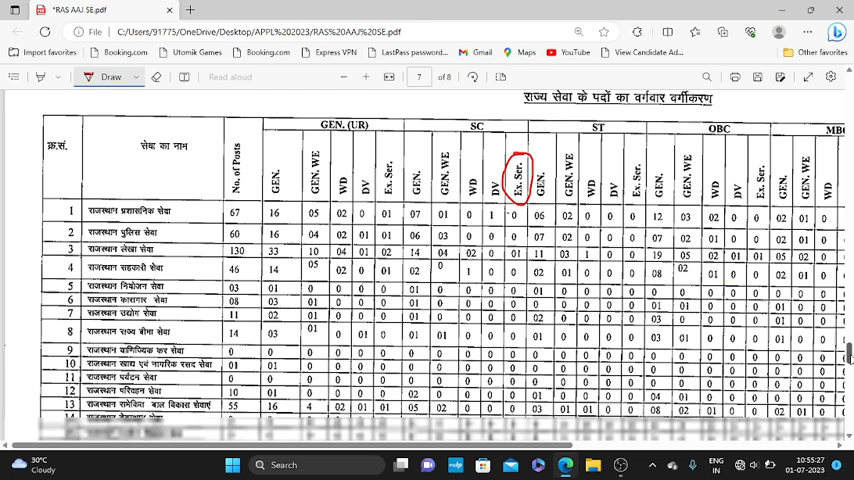 *RAS AAJ SE.pdf
File C:/Users/91775/OneDrive/Desktop/APPL%202023/RAS%20AAJ%20SE.pdf
Import favorites Booking.com Utomik Games Booking.com Express VPN LastPass password... Gmail Maps YouTube View Candidate Ad... Other favorites
Draw Read aloud 7 of 8
राज्य सेवा के पदों का वर्गवार वर्गीकरण
क्र.सं. सेवा का नाम No. of Posts GEN. (UR) SC ST OBC MBC
GEN. GEN. WE WD DV Ex. Ser. GEN. GEN. WE WD DV Ex. Ser. GEN. GEN. WE WD DV Ex. Ser. GEN. GEN. WE WD DV Ex. Ser. GEN. GEN. WE WD
1 राजस्थान प्रशासनिक सेवा 67 16 05 02 0 01 07 01 0 1 0 06 02 0 0 0 12 03 02 0 0 02 01 0
2 राजस्थान पुलिस सेवा 60 16 04 02 01 01 06 03 0 0 0 07 02 0 0 0 07 02 01 0 0 02 01 0
3 राजस्थान लेखा सेवा 130 33 10 04 01 02 14 04 02 0 01 11 03 1 0 0 19 05 02 01 01 05 02 0
4 राजस्थान सहकारी सेवा 46 14 05 02 0 01 02 0 1 0 0 02 01 0 0 0 08 02 01 0 0 02 01 0
5 राजस्थान नियोजन सेवा 03 01 0 0 0 0 01 0 0 0 0 01 0 0 0 0 0 0 0 0 0 0 0 0
6 राजस्थान कारागार सेवा 08 03 01 0 0 0 01 0 0 0 0 0 0 0 0 0 01 01 0 0 0 01 0 0
7 राजस्थान उद्योग सेवा 11 02 01 0 0 0 01 0 0 0 0 02 0 0 0 0 03 0 0 0 0 01 0 0
8 राजस्थान राज्य बीमा सेवा 14 03 01 0 01 0 01 01 0 0 0 01 0 0 0 0 03 01 0 0 0 01 0 0
9 राजस्थान वाणिज्यिक कर सेवा 0 0 0 0 0 0 0 0 0 0 0 0 0 0 0 0 0 0 0 0 0 0 0 0
10 राजस्थान खाद्य एवं नागरिक रसद सेवा 01 01 0 0 0 0 0 0 0 0 0 0 0 0 0 0 0 0 0 0 0 0 0 0
11 राजस्थान पर्यटन सेवा 0 0 0 0 0 0 0 0 0 0 0 0 0 0 0 0 0 0 0 0 0 0 0 0
12 राजस्थान परिवहन सेवा 10 01 0 0 0 0 02 0 0 0 0 01 0 0 0 0 04 01 0 0 0 0 0 0
13 राजस्थान समेकित बाल विकास सेवाएं 55 16 4 02 01 01 05 02 0 0 0 03 01 01 0 0 08 02 01 0 0 02 01 0
30°C
Cloudy
Search
ENG
IN
10:55:27
01-07-2023